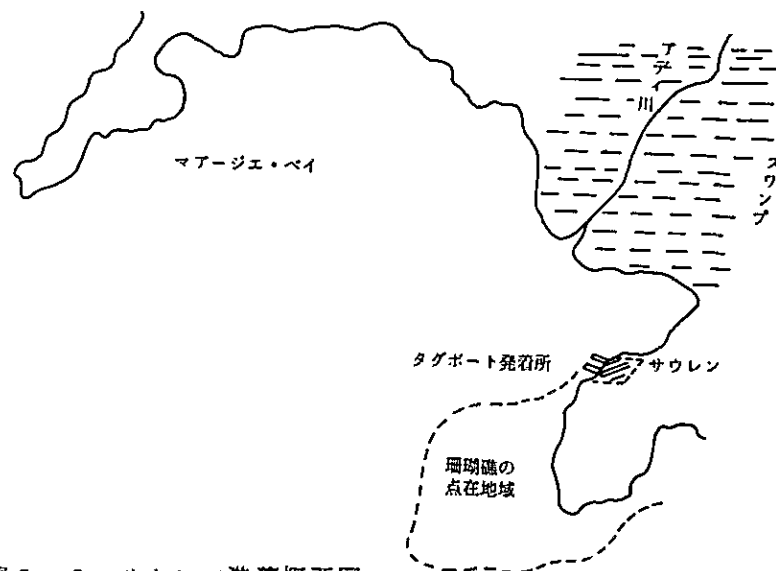 アディ川
マアージエ・ベイ
スワンプ
タグボート発着所
サウレン
珊瑚礁の
点在地域